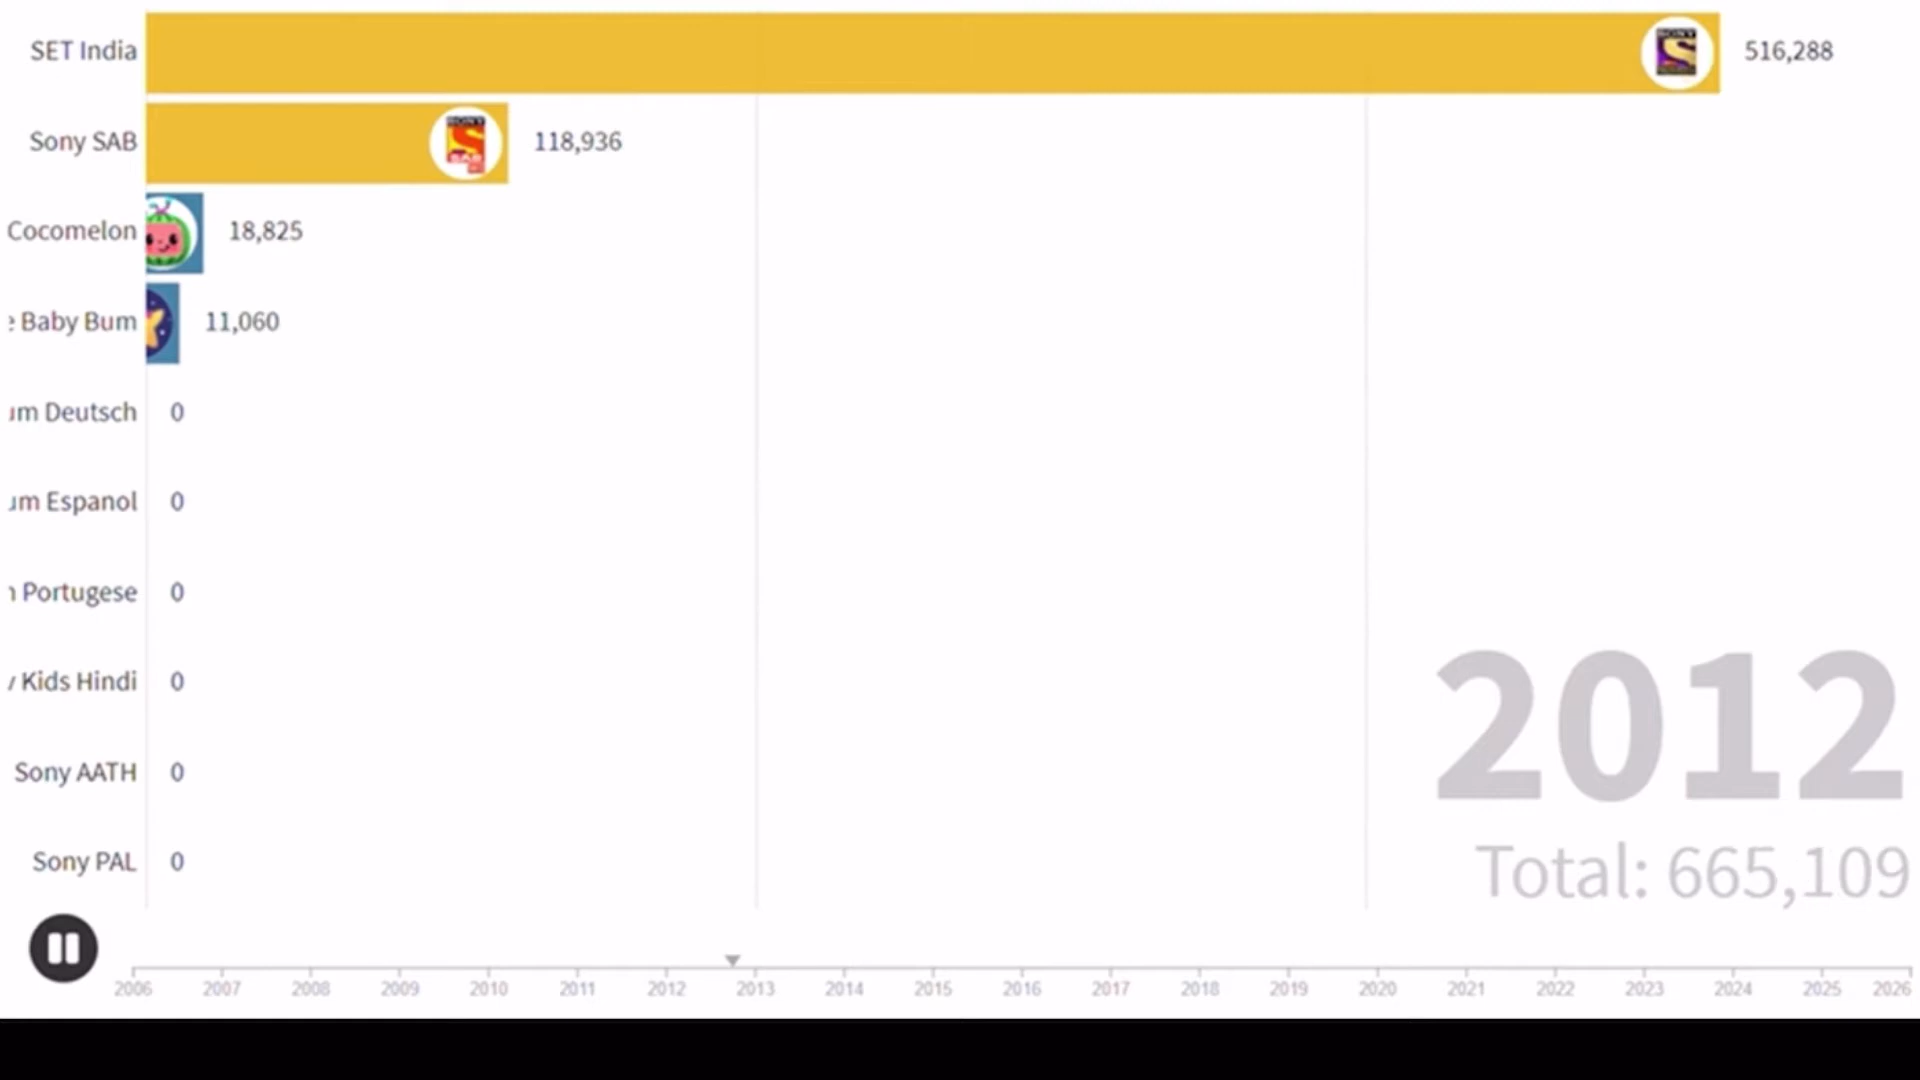 SET India 516,288
Sony SAB 118,936
Cocomelon 18,825
Baby Bum 11,060
Deutsch 0
Espanol 0
Portugese 0
Kids Hindi 0
Sony AATH 0
Sony PAL 0
2012
Total: 665,109
2006 2007 2008 2009 2010 2011 2012 2013 2014 2015 2016 2017 2018 2019 2020 2021 2022 2023 2024 2025 2026